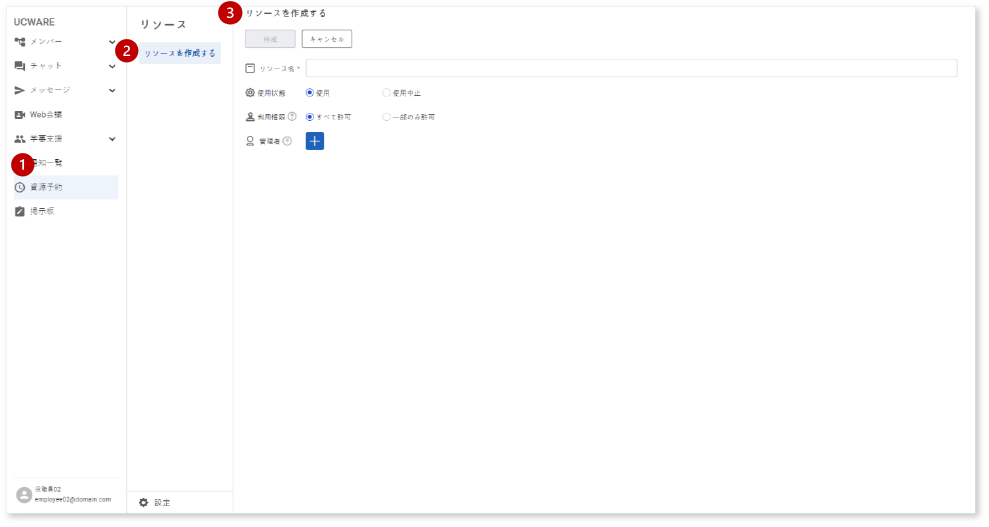 UCWARE
メンバー
チャット
メッセージ
Web会議
学事支援
1
通知一覧
資源予約
掲示板
役職員02
employee02@domain.com
リソース
2
リソースを作成する
設定
3
リソースを作成する
作成 キャンセル
リソース名 *
使用状態 使用 使用中止
利用権限 ? すべて許可 一部のみ許可
管理者 ? +